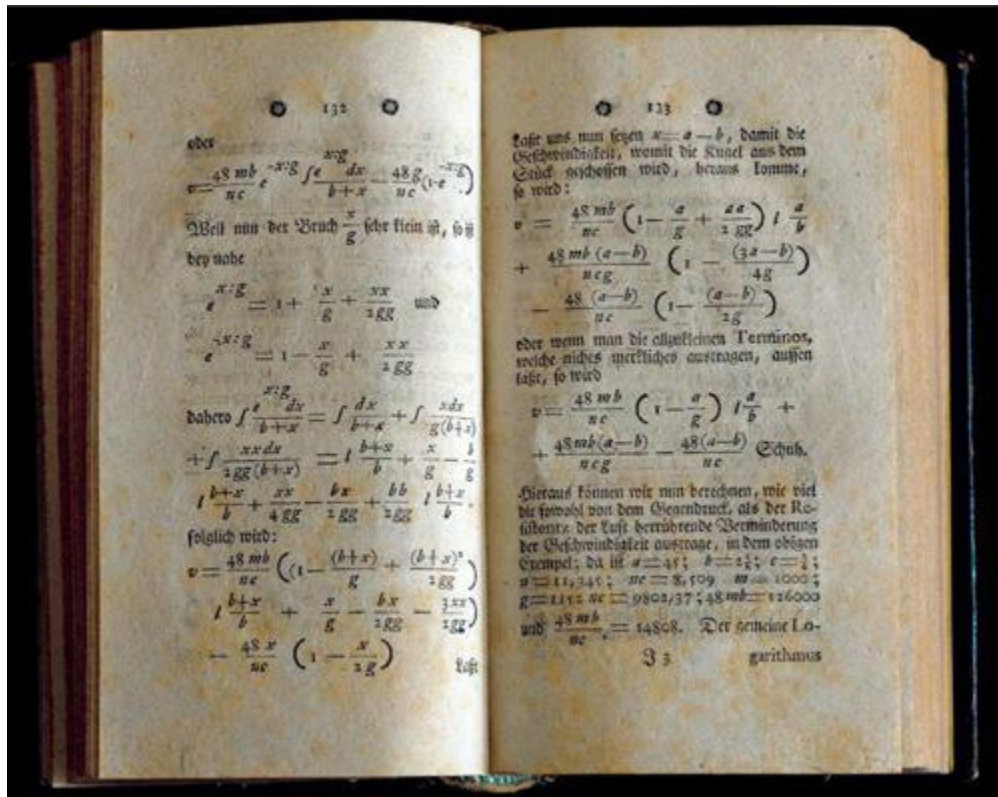 132
oder
v = 48 mb/nc e^-x:g ∫ e^x:g dx/b+x — 48 g/nc (1-e^-x:g)
Weil nun der Bruch x/g sehr klein ist, so ist
bey nahe
e^x:g = 1 + x/g + xx/2gg und
e^-x:g = 1 — x/g + xx/2gg
dahero ∫ e^x:g dx/b+x = ∫ dx/b+x + ∫ xdx/g(b+x)
+ ∫ xxdx/2gg(b+x) = l b+x/b + x/g — b/g
l b+x/b + xx/4gg — bx/2gg + bb/2gg l b+x/b.
folglich wird:
v = 48 mb/nc ((1 — (b+x)/g + (b+x)²/2gg)
l b+x/b + x/g — bx/2gg — 3xx/2gg)
— 48 x/nc (1 — x/2g)
Laßt
133
Laßt uns nun setzen x = a — b, damit die
Geschwindigkeit, womit die Kugel aus dem
Stück geschossen wird, heraus komme,
so wird:
v = 48 mb/nc (1 — a/g + aa/2gg) l a/b
+ 48 mb (a—b)/ncg (1 — (3a—b)/4g)
— 48 (a—b)/nc (1 — (a—b)/2g)
oder wenn man die allzukleinen Terminos,
welche nichts merkliches austragen, aussen
laßt, so wird
v = 48 mb/nc (1 — a/g) l a/b +
+ 48 mb(a—b)/ncg — 48(a—b)/nc Schuh.
Hieraus können wir nun berechnen, wie viel
die sowohl von dem Gegendruck, als der Re-
sistentz der Luft herrührende Verminderung
der Geschwindigkeit austrage, in dem obigen
Exempel; da ist a = 45; b = c =
n = 11,345; nc = 8,509 m = 1000;
g = 1152 nc = 9802,37; 48 mb = 126000
und 48 mb/nc = 14808. Der gemeine Lo-
J 3 garithmus